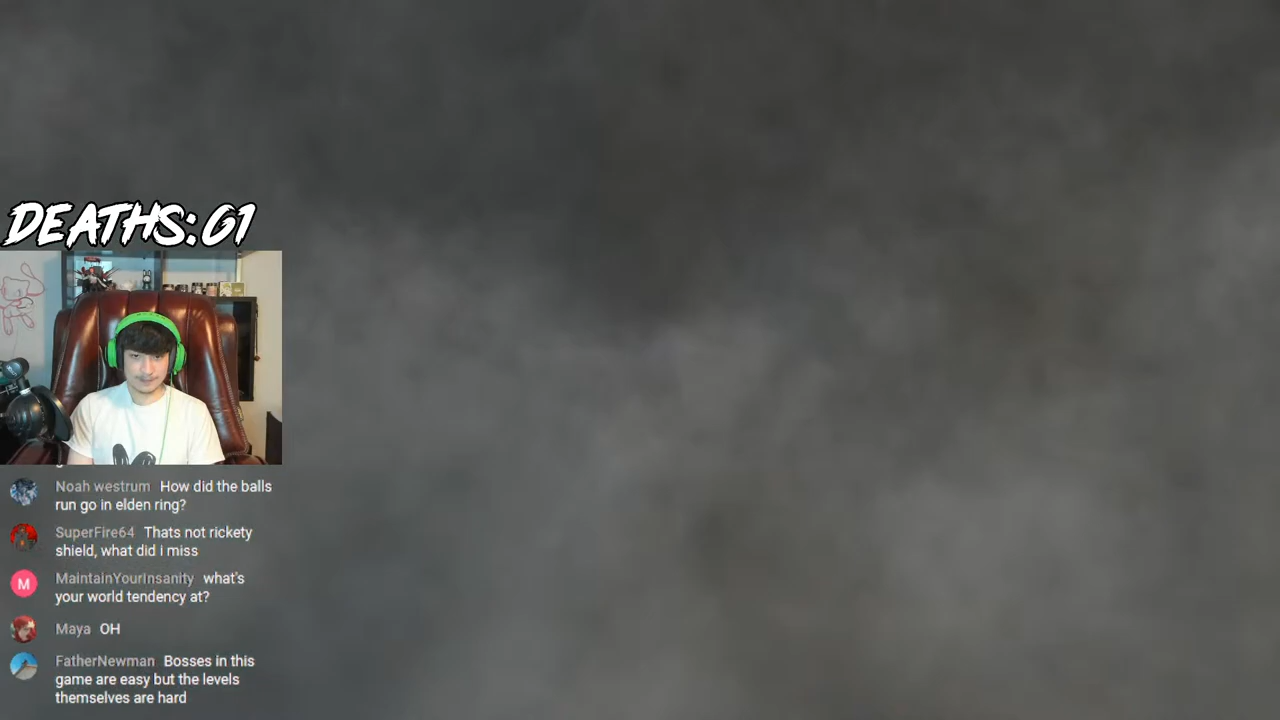 DEATHS:61
Noah westrum How did the balls
run go in elden ring?
SuperFire64 Thats not rickety
shield, what did i miss
M MaintainYourInsanity what's
your world tendency at?
Maya OH
FatherNewman Bosses in this
game are easy but the levels
themselves are hard